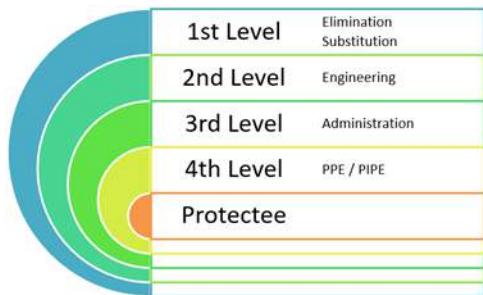 1st Level
Elimination
Substitution
2nd Level
Engineering
3rd Level
Administration
4th Level
PPE / PIPE
Protectee